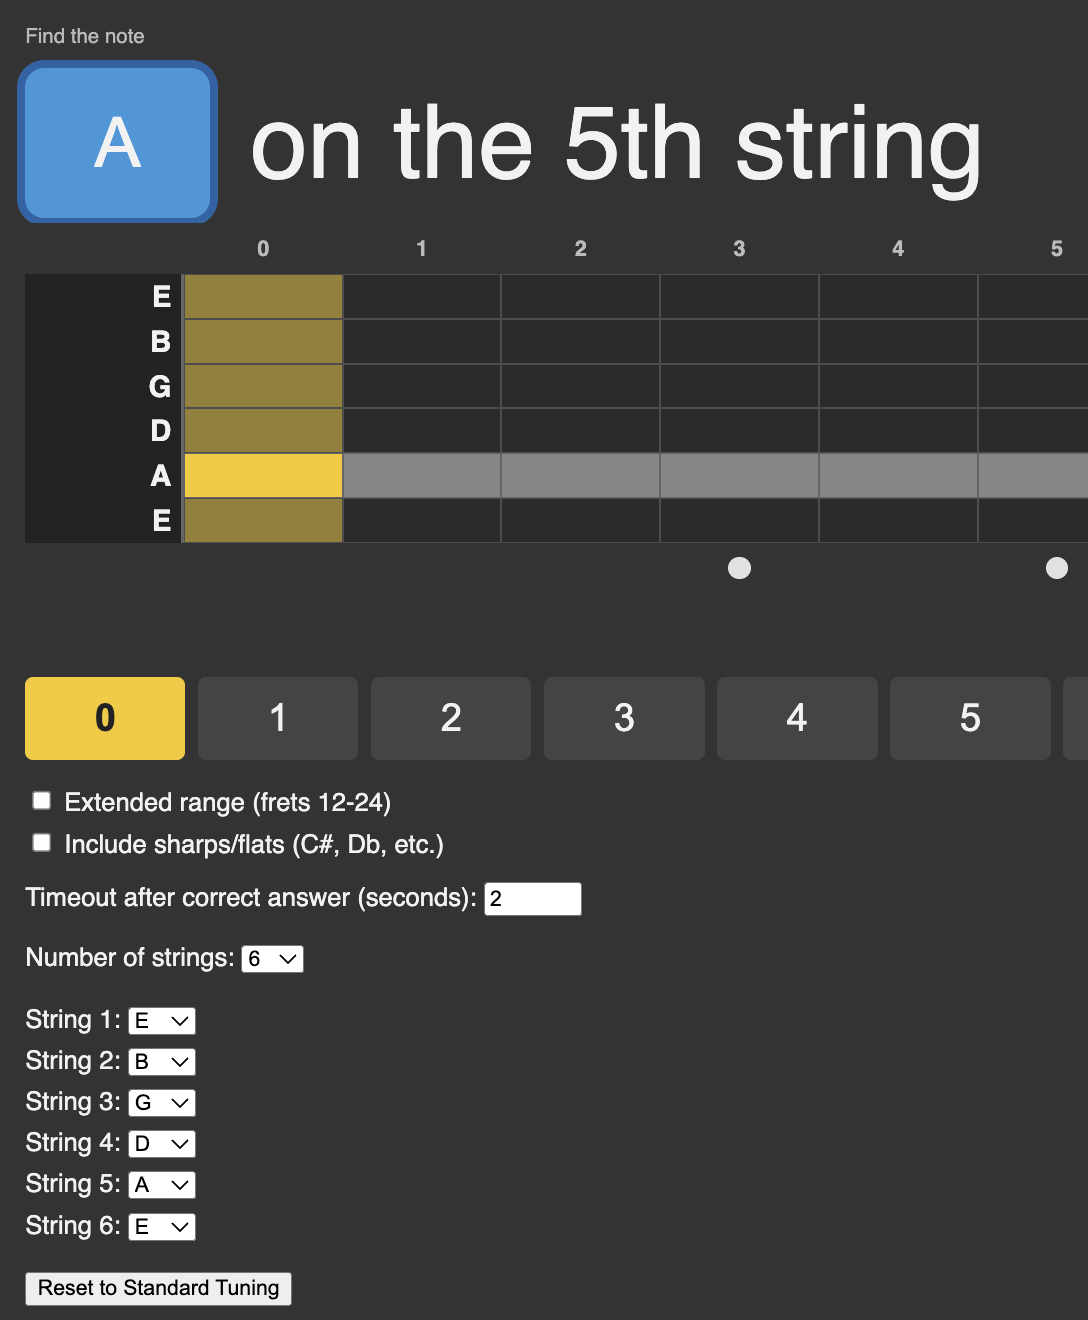 Find the note
A on the 5th string
0 1 2 3 4 5
E
B
G
D
A
E
0 1 2 3 4 5
Extended range (frets 12-24)
Include sharps/flats (C#, Db, etc.)
Timeout after correct answer (seconds): 2
Number of strings: 6
String 1: E
String 2: B
String 3: G
String 4: D
String 5: A
String 6: E
Reset to Standard Tuning